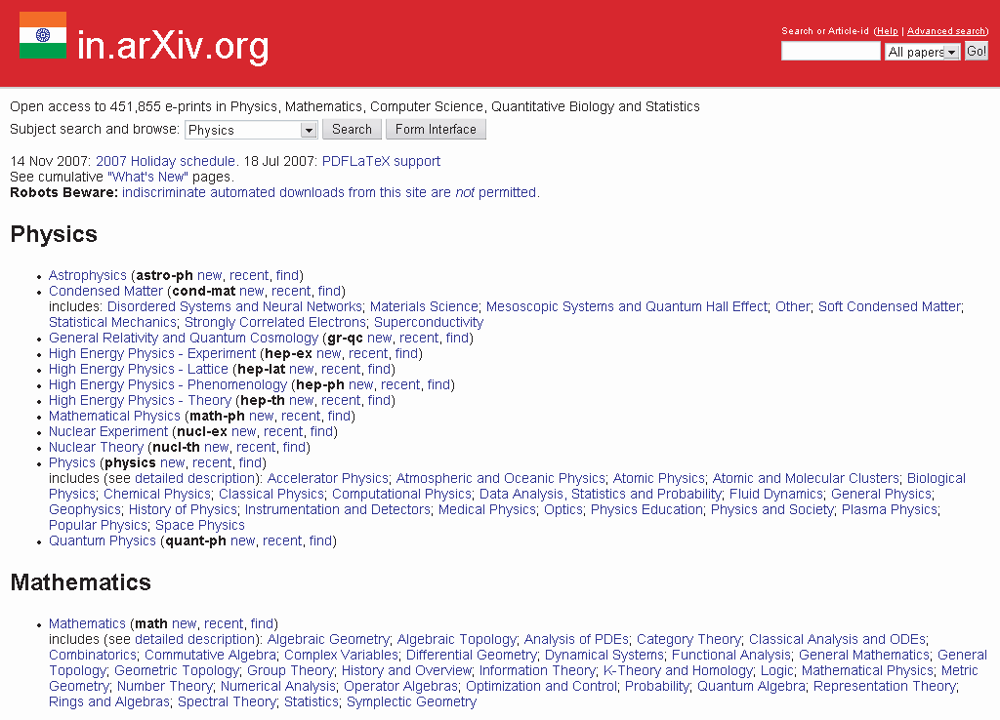 in.arXiv.org
Search or Article-id (Help | Advanced search)
All papers Go!
Open access to 451,855 e-prints in Physics, Mathematics, Computer Science, Quantitative Biology and Statistics
Subject search and browse: Physics Search Form Interface
14 Nov 2007: 2007 Holiday schedule. 18 Jul 2007: PDFLaTeX support
See cumulative "What's New" pages.
Robots Beware: indiscriminate automated downloads from this site are not permitted.
Physics
• Astrophysics (astro-ph new, recent, find)
• Condensed Matter (cond-mat new, recent, find)
includes: Disordered Systems and Neural Networks; Materials Science; Mesoscopic Systems and Quantum Hall Effect; Other; Soft Condensed Matter;
Statistical Mechanics; Strongly Correlated Electrons; Superconductivity
• General Relativity and Quantum Cosmology (gr-qc new, recent, find)
• High Energy Physics - Experiment (hep-ex new, recent, find)
• High Energy Physics - Lattice (hep-lat new, recent, find)
• High Energy Physics - Phenomenology (hep-ph new, recent, find)
• High Energy Physics - Theory (hep-th new, recent, find)
• Mathematical Physics (math-ph new, recent, find)
• Nuclear Experiment (nucl-ex new, recent, find)
• Nuclear Theory (nucl-th new, recent, find)
• Physics (physics new, recent, find)
includes (see detailed description): Accelerator Physics; Atmospheric and Oceanic Physics; Atomic Physics; Atomic and Molecular Clusters; Biological
Physics; Chemical Physics; Classical Physics; Computational Physics; Data Analysis, Statistics and Probability; Fluid Dynamics; General Physics;
Geophysics; History of Physics; Instrumentation and Detectors; Medical Physics; Optics; Physics Education; Physics and Society; Plasma Physics;
Popular Physics; Space Physics
• Quantum Physics (quant-ph new, recent, find)
Mathematics
• Mathematics (math new, recent, find)
includes (see detailed description): Algebraic Geometry; Algebraic Topology; Analysis of PDEs; Category Theory; Classical Analysis and ODEs;
Combinatorics; Commutative Algebra; Complex Variables; Differential Geometry; Dynamical Systems; Functional Analysis; General Mathematics; General
Topology; Geometric Topology; Group Theory; History and Overview; Information Theory; K-Theory and Homology; Logic; Mathematical Physics; Metric
Geometry; Number Theory; Numerical Analysis; Operator Algebras; Optimization and Control; Probability; Quantum Algebra; Representation Theory;
Rings and Algebras; Spectral Theory; Statistics; Symplectic Geometry